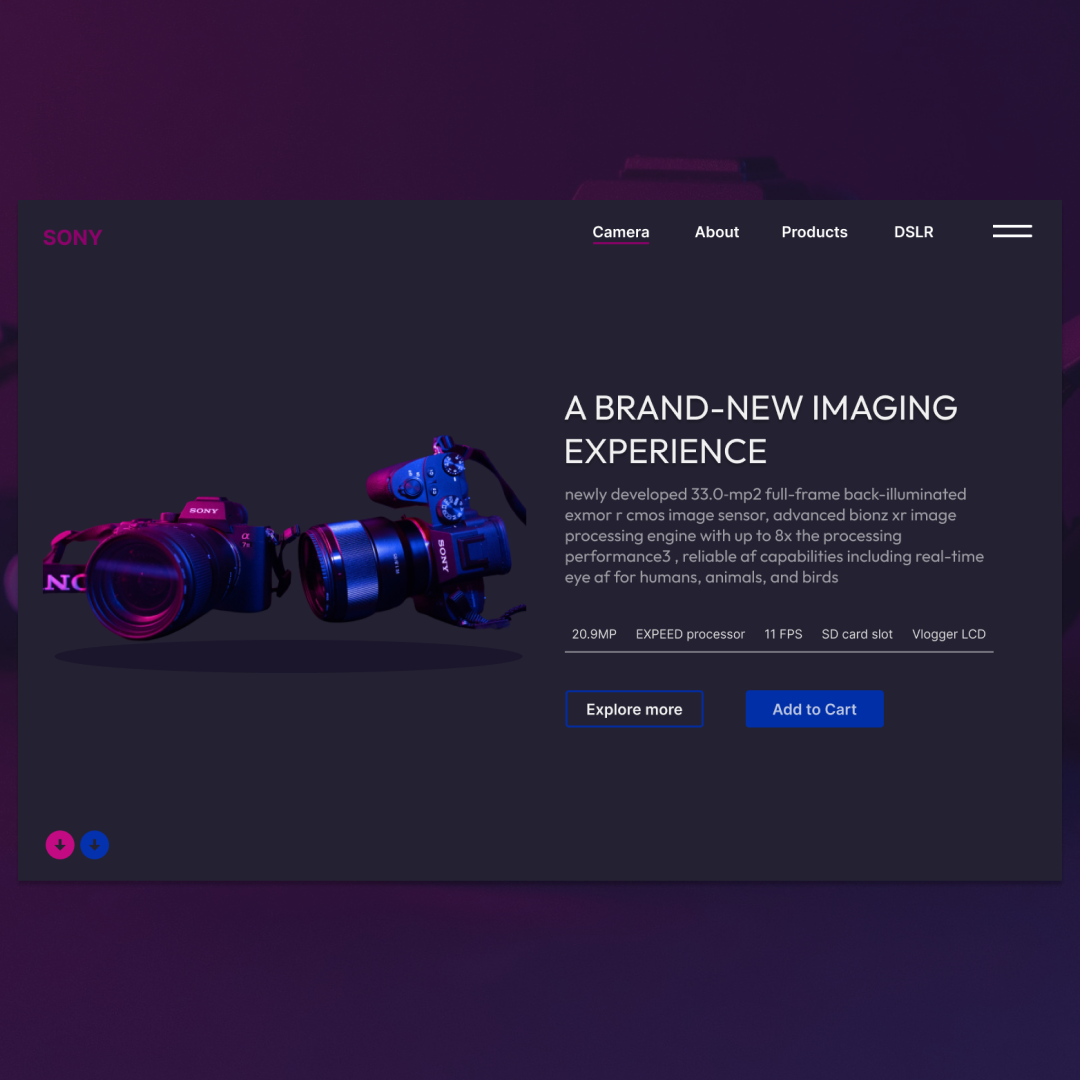 SONY
Camera About Products DSLR
A BRAND-NEW IMAGING
EXPERIENCE
newly developed 33.0-mp2 full-frame back-illuminated
exmor r cmos image sensor, advanced bionz xr image
processing engine with up to 8x the processing
performance3 , reliable af capabilities including real-time
eye af for humans, animals, and birds
20.9MP EXPEED processor 11 FPS SD card slot Vlogger LCD
Explore more Add to Cart
SONY
SONY